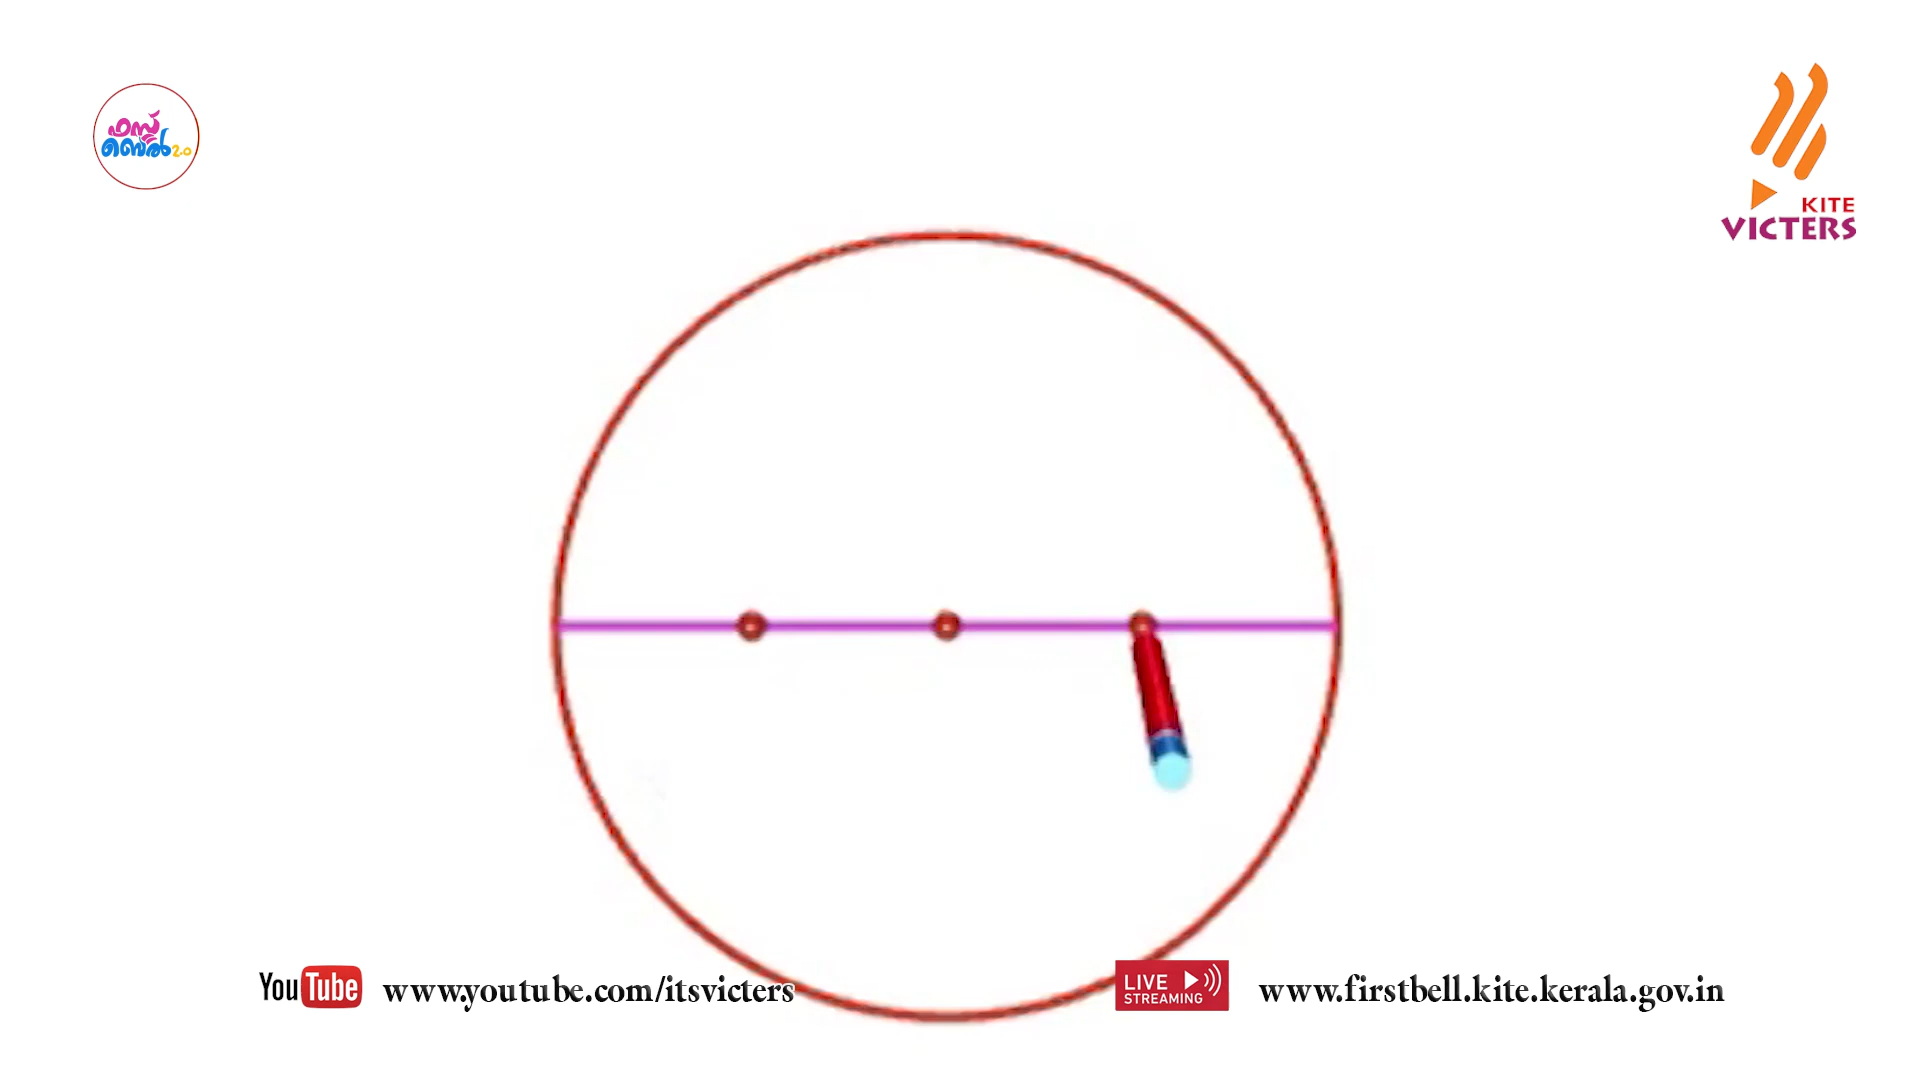 ഫസ്റ്റ്
ബെൽ 2.0
KITE
VICTERS
YouTube www.youtube.com/itsvicters
LIVE
STREAMING
www.firstbell.kite.kerala.gov.in